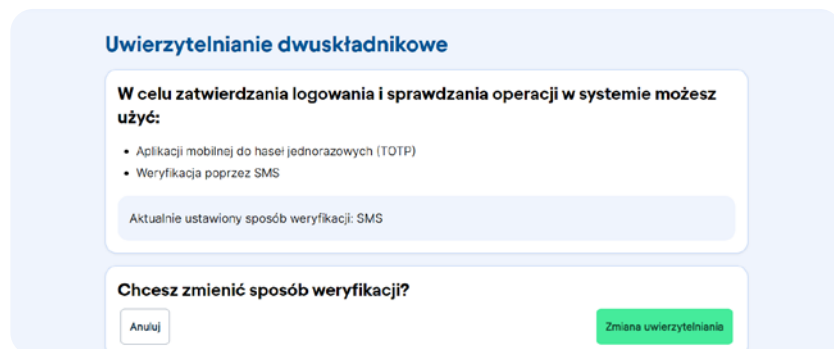 Uwierzytelnianie dwuskładnikowe
W celu zatwierdzania logowania i sprawdzania operacji w systemie możesz
użyć:
• Aplikacji mobilnej do haseł jednorazowych (TOTP)
• Weryfikacja poprzez SMS
Aktualnie ustawiony sposób weryfikacji: SMS
Chcesz zmienić sposób weryfikacji?
Anuluj
Zmiana uwierzytelniania